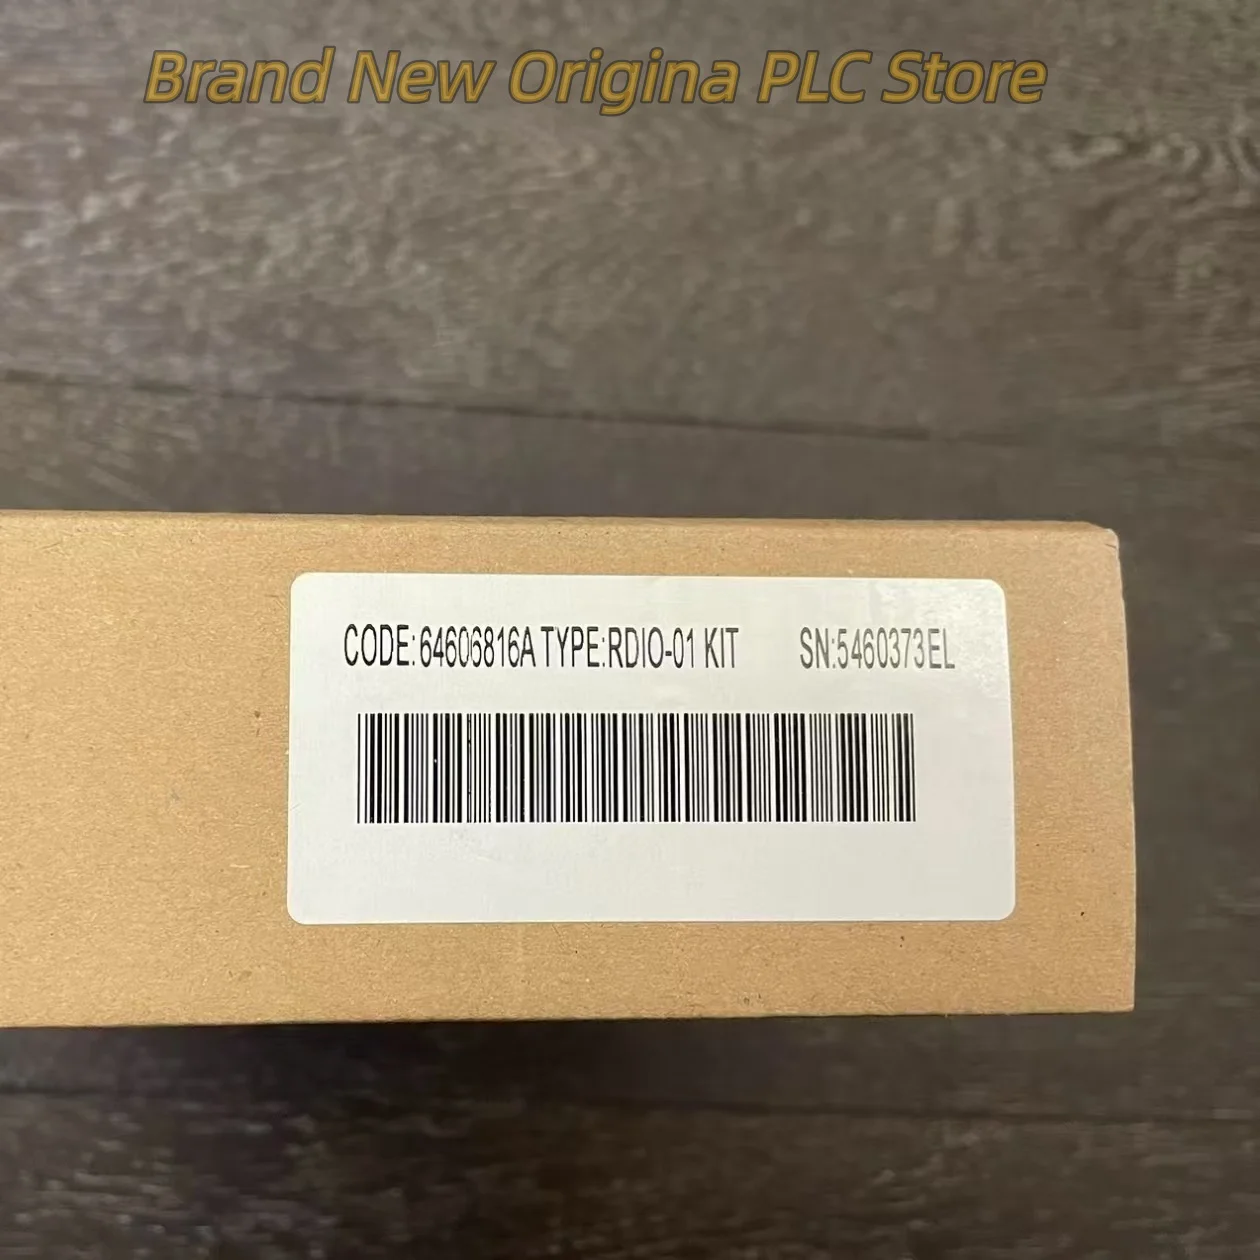 Brand New Origina PLC Store
CODE:64606816A TYPE:RDIO-01 KIT SN:5460373EL